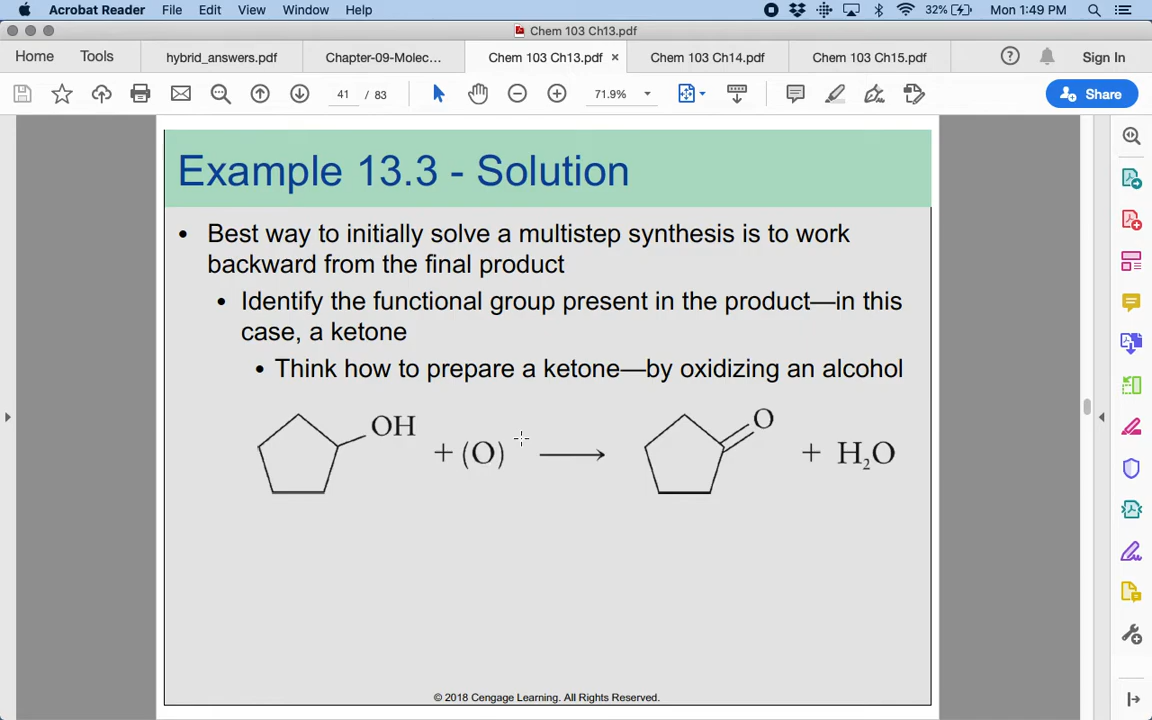 Acrobat Reader File Edit View Window Help 32% Mon 1:49 PM
Chem 103 Ch13.pdf
Home Tools hybrid_answers.pdf Chapter-09-Molec... Chem 103 Ch13.pdf × Chem 103 Ch14.pdf Chem 103 Ch15.pdf Sign In
41 / 83 71.9% Share
Example 13.3 - Solution
• Best way to initially solve a multistep synthesis is to work
backward from the final product
• Identify the functional group present in the product—in this
case, a ketone
• Think how to prepare a ketone—by oxidizing an alcohol
OH + (O) ⟶ O + H₂O
© 2018 Cengage Learning. All Rights Reserved.